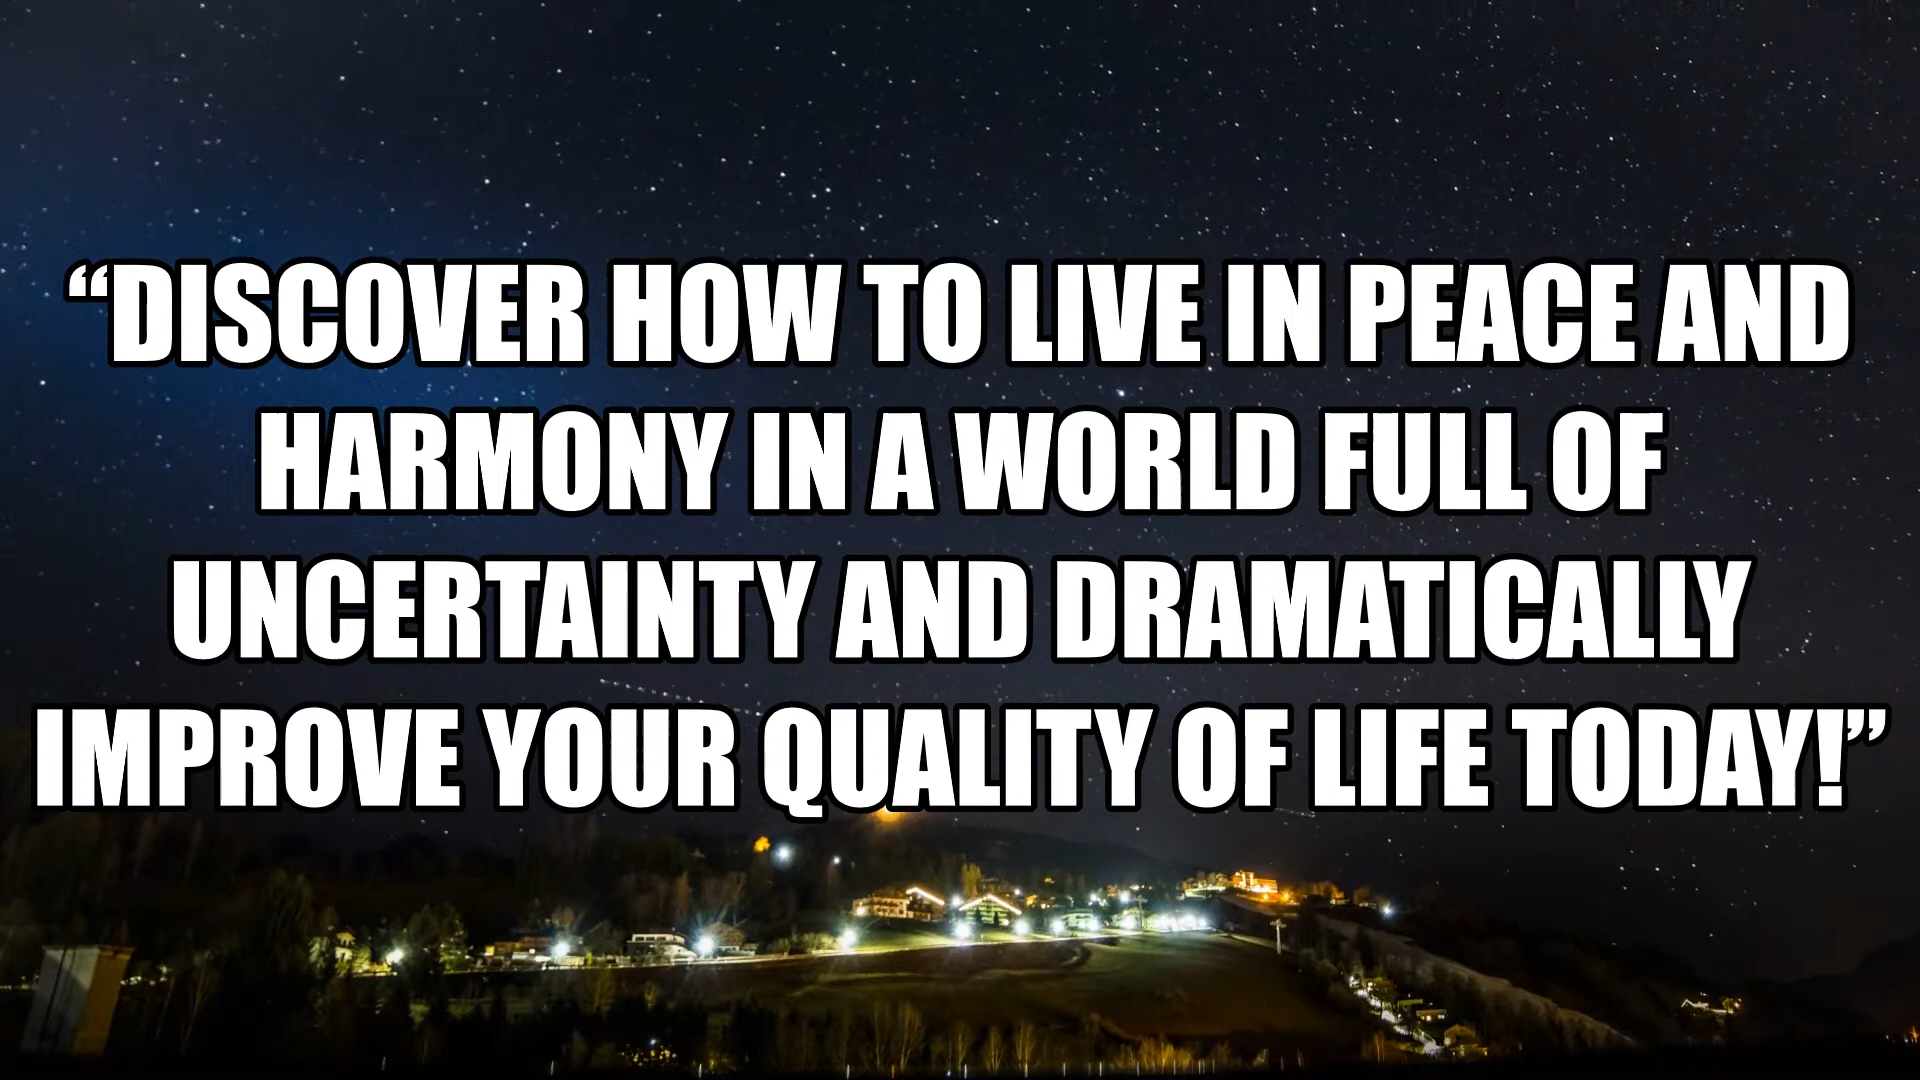 “DISCOVER HOW TO LIVE IN PEACE AND
HARMONY IN A WORLD FULL OF
UNCERTAINTY AND DRAMATICALLY
IMPROVE YOUR QUALITY OF LIFE TODAY!”